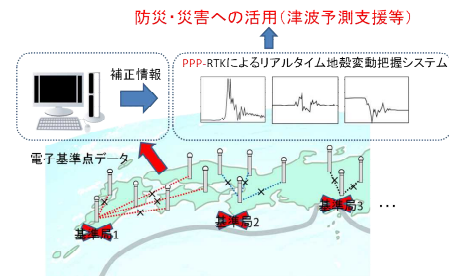 防災・災害への活用(津波予測支援等)
補正情報
PPP-RTKによるリアルタイム地殻変動把握システム
電子基準点データ
基準局1
基準局2
基準局3
…